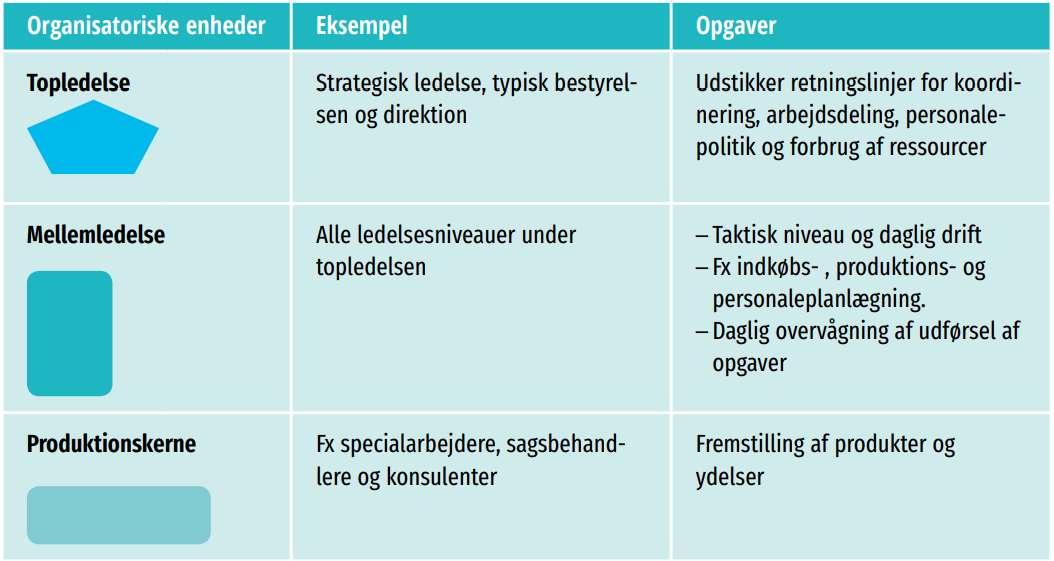 Organisatoriske enheder
Eksempel
Opgaver
Topledelse
Strategisk ledelse, typisk bestyrel-
sen og direktion
Udstikker retningslinjer for koordi-
nering, arbejdsdeling, personale-
politik og forbrug af ressourcer
Mellemledelse
Alle ledelsesniveauer under
topledelsen
– Taktisk niveau og daglig drift
– Fx indkøbs- , produktions- og
personaleplanlægning.
– Daglig overvågning af udførsel af
opgaver
Produktionskerne
Fx specialarbejdere, sagsbehand-
lere og konsulenter
Fremstilling af produkter og
ydelser